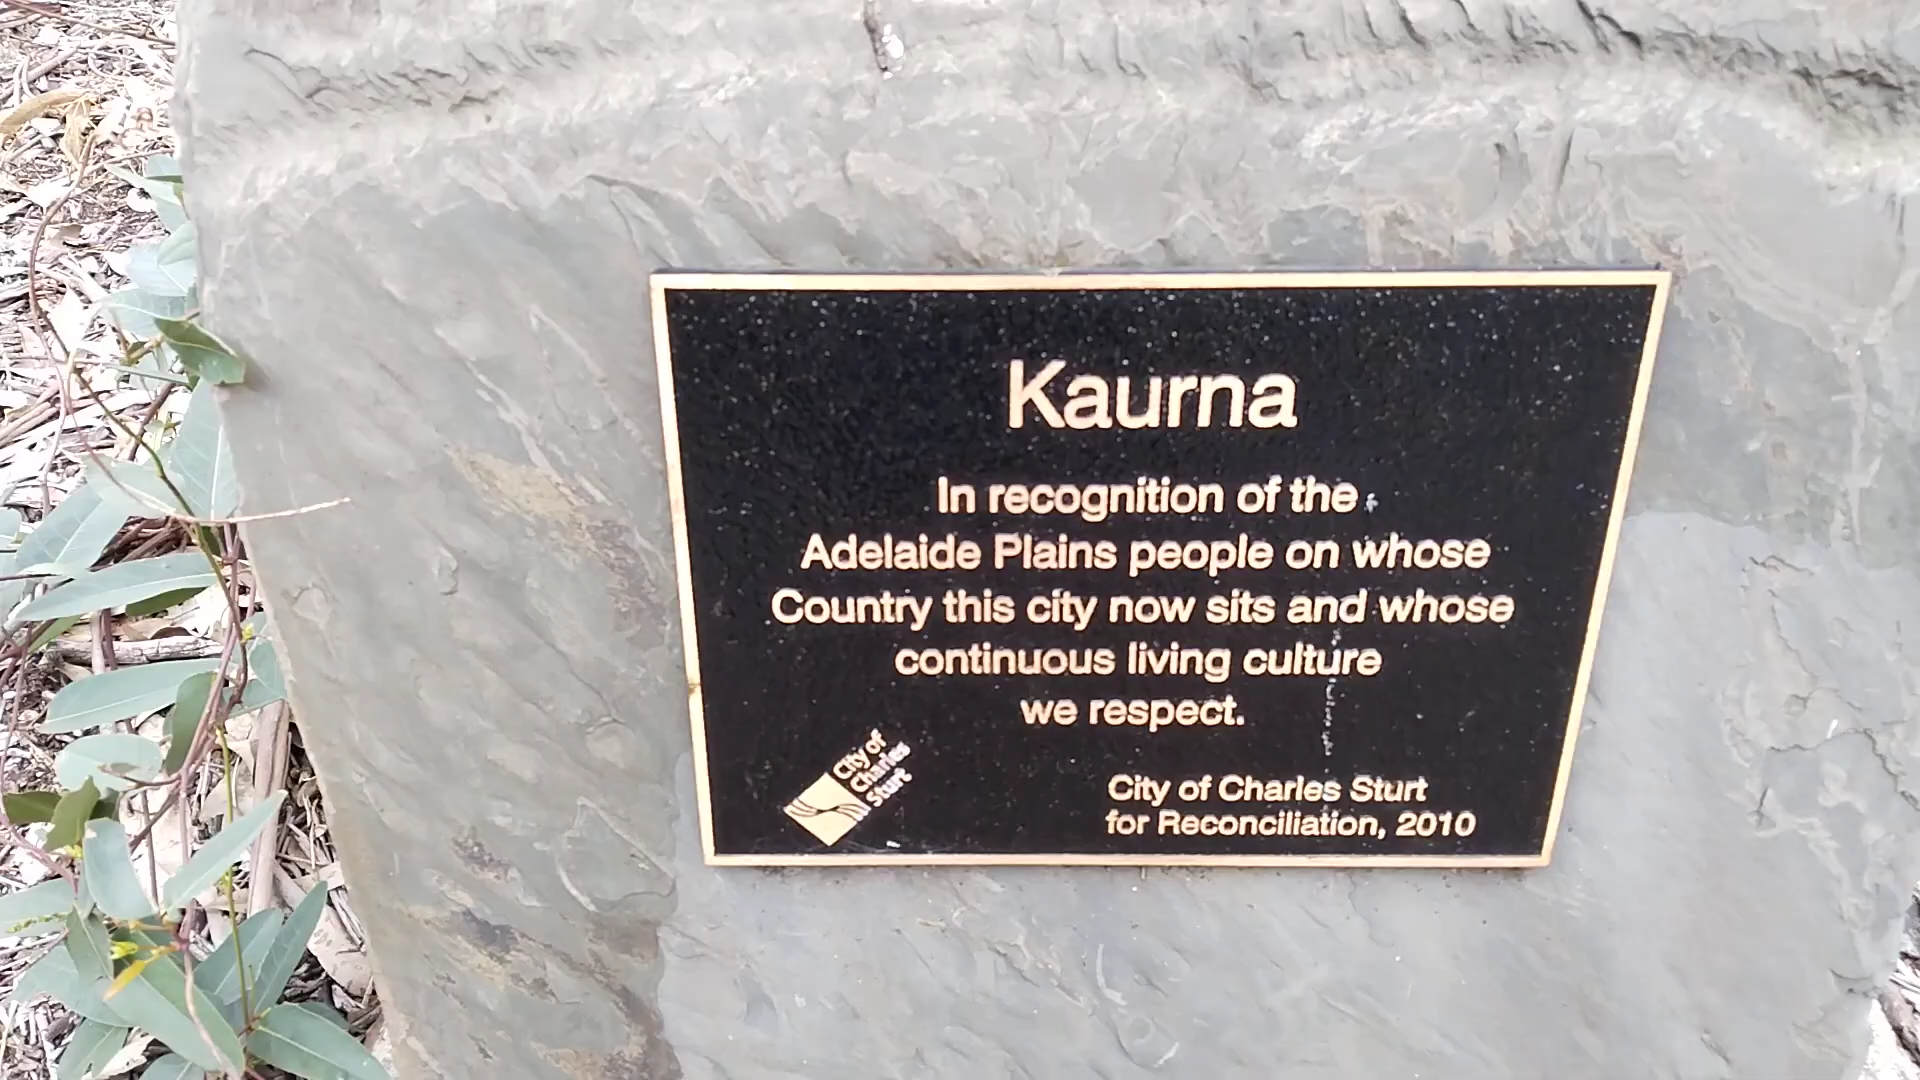 Kaurna
In recognition of the
Adelaide Plains people on whose
Country this city now sits and whose
continuous living culture
we respect.
City of
Charles
Sturt
City of Charles Sturt
for Reconciliation, 2010